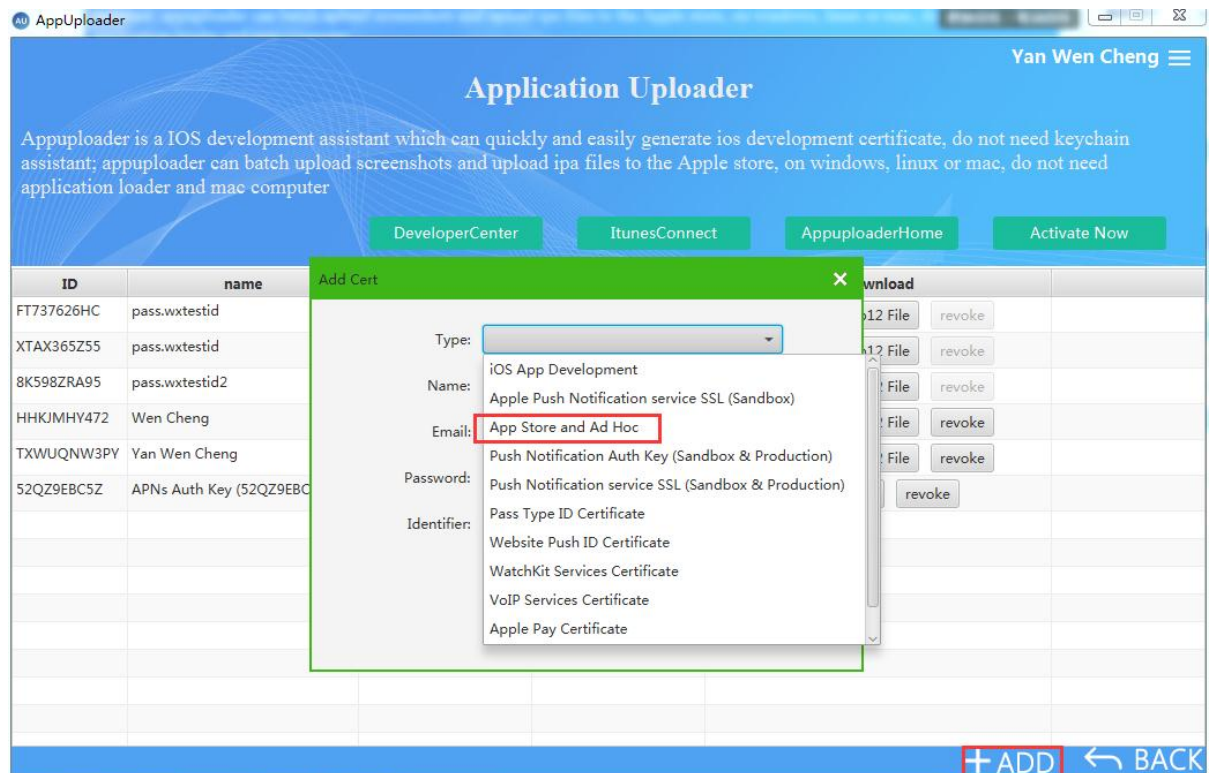 AU AppUploader
Yan Wen Cheng
Application Uploader
Appuploader is a IOS development assistant which can quickly and easily generate ios development certificate, do not need keychain
assistant; appuploader can batch upload screenshots and upload ipa files to the Apple store, on windows, linux or mac, do not need
application loader and mac computer
DeveloperCenter ItunesConnect AppuploaderHome Activate Now
ID name
Add Cert
FT737626HC pass.wxtestid p12 File revoke
XTAX365Z55 pass.wxtestid File revoke
8K598ZRA95 pass.wxtestid2 File revoke
HHKJMHY472 Wen Cheng File revoke
TXWUQNW3PY Yan Wen Cheng File revoke
52QZ9EBC5Z APNs Auth Key (52QZ9EBC revoke
Type:
Name:
Email:
Password:
Identifier:
iOS App Development
Apple Push Notification service SSL (Sandbox)
App Store and Ad Hoc
Push Notification Auth Key (Sandbox & Production)
Push Notification service SSL (Sandbox & Production)
Pass Type ID Certificate
Website Push ID Certificate
WatchKit Services Certificate
VoIP Services Certificate
Apple Pay Certificate
+ADD BACK